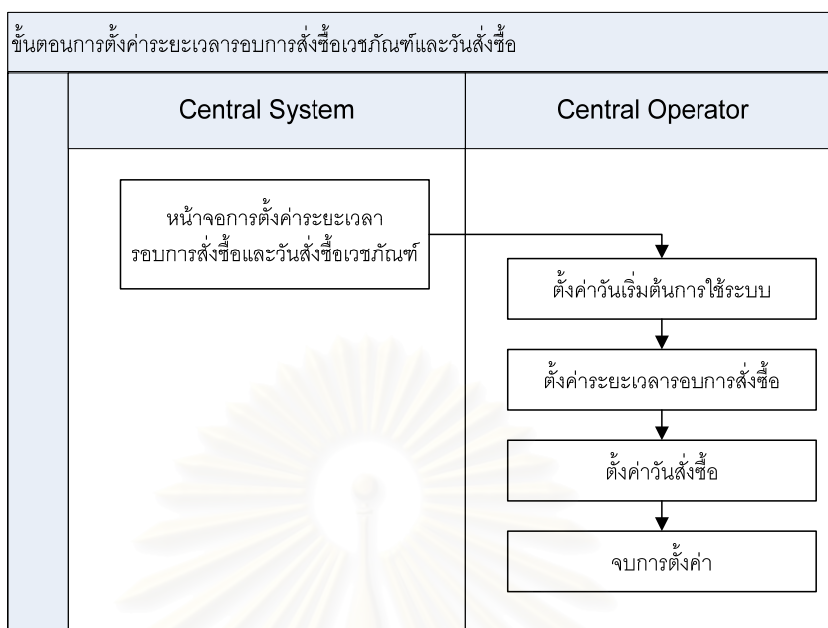 ขั้นตอนการตั้งค่าระยะเวลารอบการสั่งซื้อเวชภัณฑ์และวันสั่งซื้อ
Central System
Central Operator
หน้าจอการตั้งค่าระยะเวลา
รอบการสั่งซื้อและวันสั่งซื้อเวชภัณฑ์
ตั้งค่าวันเริ่มต้นการใช้ระบบ
ตั้งค่าระยะเวลารอบการสั่งซื้อ
ตั้งค่าวันสั่งซื้อ
จบการตั้งค่า